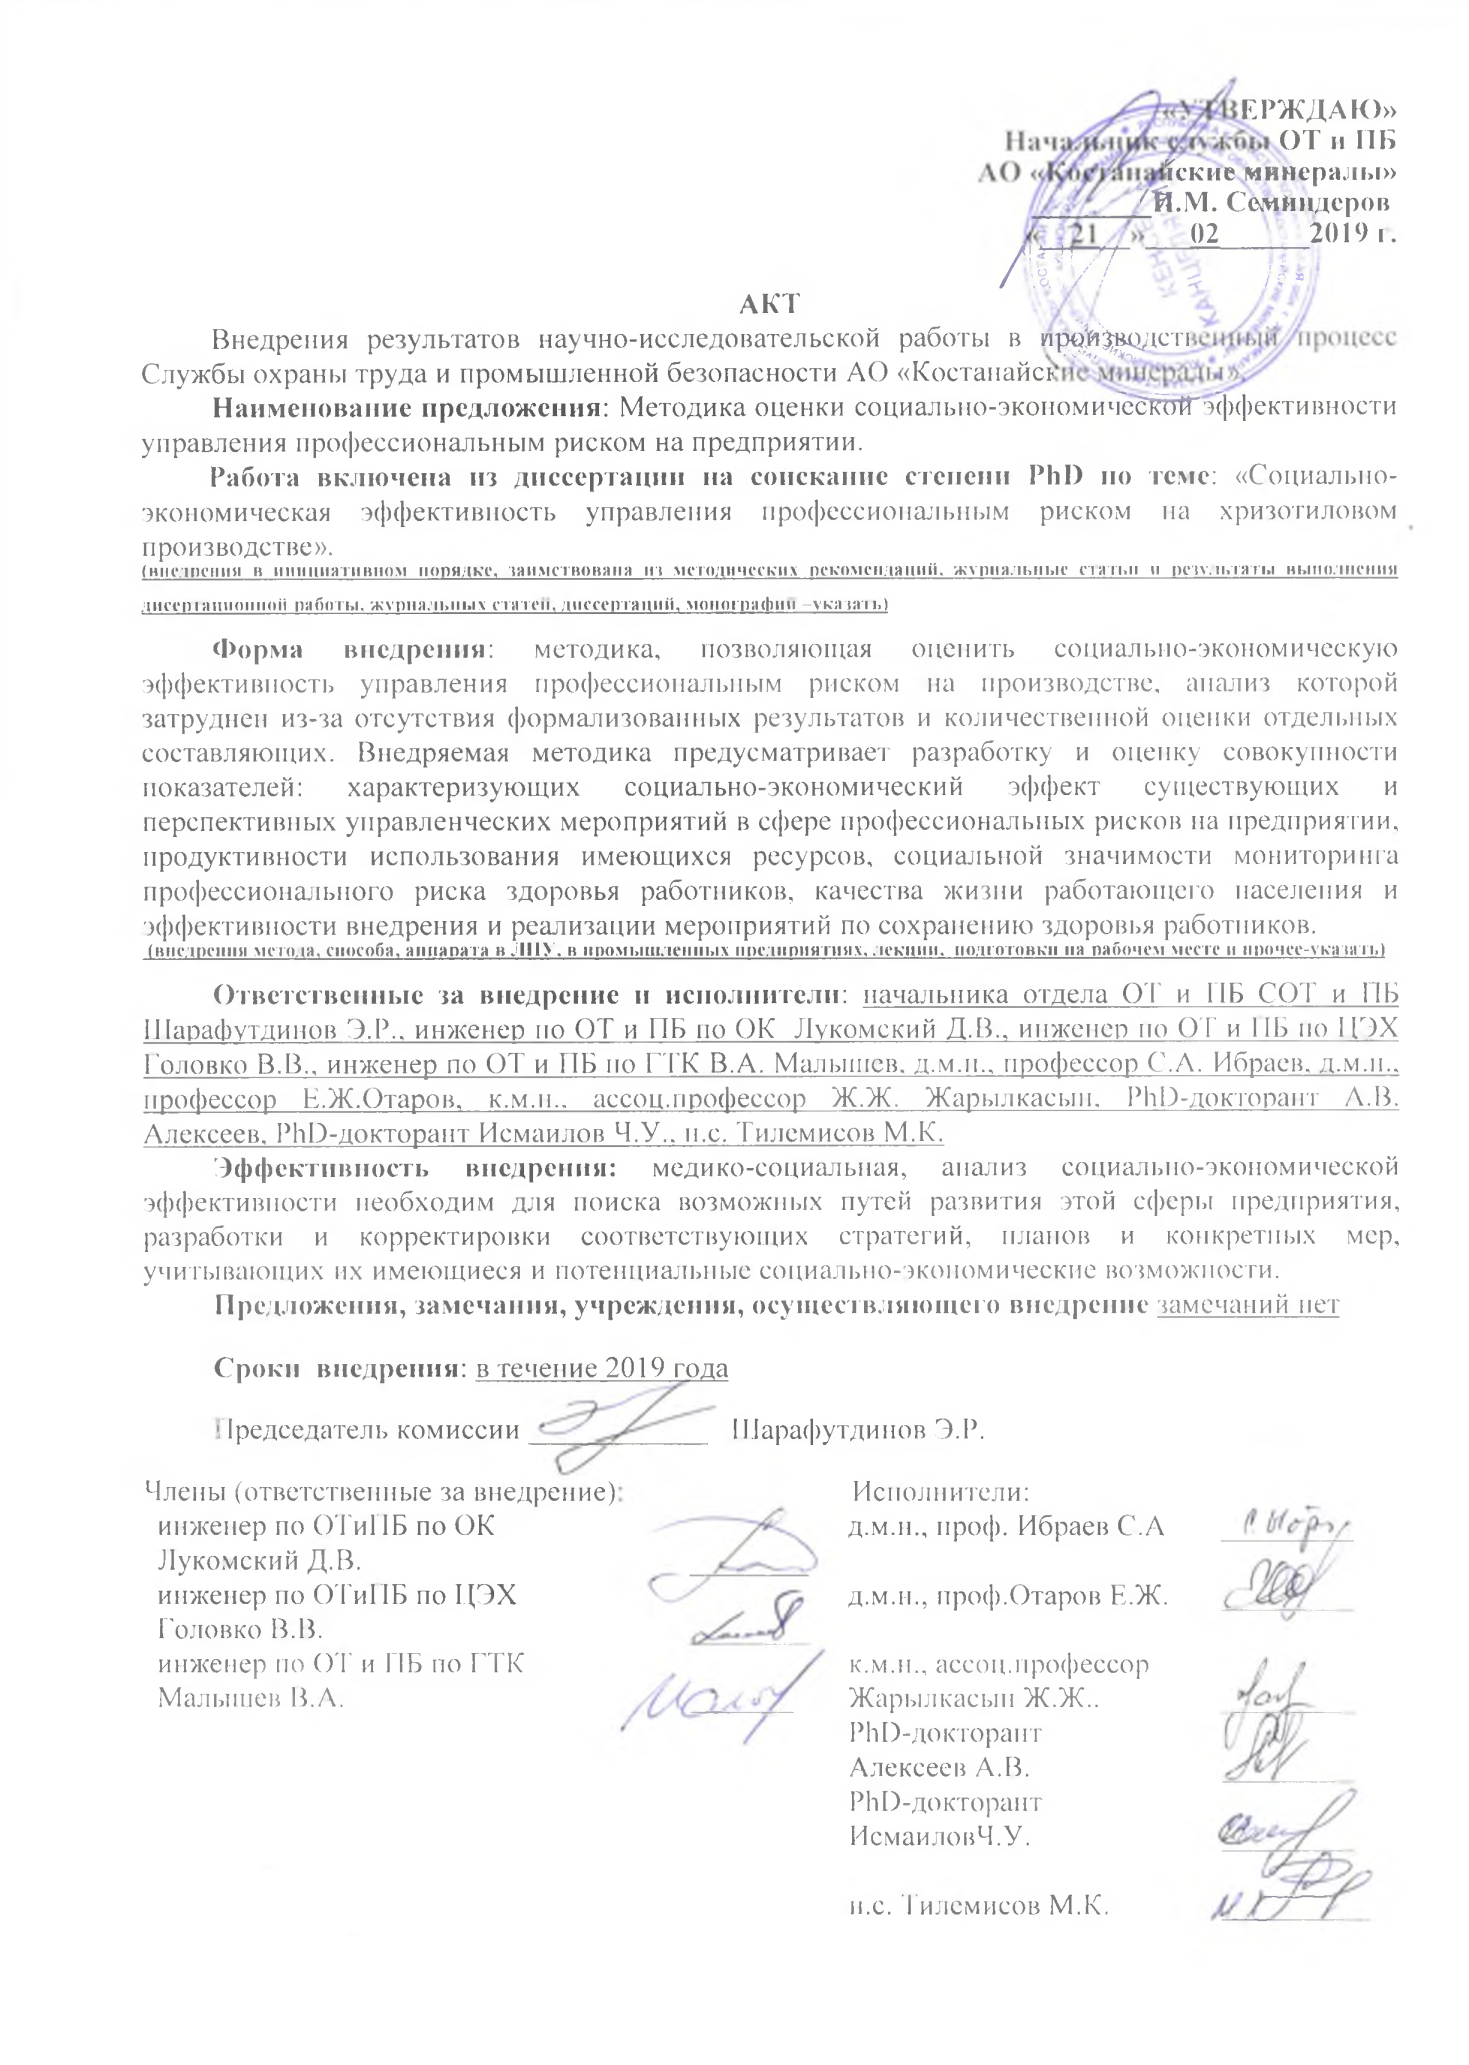 «УТВЕРЖДАЮ»
Начальник службы ОТ и ПБ
АО «Костанайские минералы»
И.М. Семиндеров
« 21 » 02 2019 г.
КЕҢСЕ
КАНЦЕЛЯРИЯ
АКТ
Внедрения результатов научно-исследовательской работы в производственный процесс
Службы охраны труда и промышленной безопасности АО «Костанайские минералы».
Наименование предложения: Методика оценки социально-экономической эффективности
управления профессиональным риском на предприятии.
Работа включена из диссертации на соискание степени PhD по теме: «Социально-
экономическая эффективность управления профессиональным риском на хризотиловом
производстве».
(внедрения в инициативном порядке, заимствована из методических рекомендаций, журнальные статьи и результаты выполнения
дисертационной работы, журнальных статей, диссертаций, монографий –указать)
Форма внедрения: методика, позволяющая оценить социально-экономическую
эффективность управления профессиональным риском на производстве, анализ которой
затруднен из-за отсутствия формализованных результатов и количественной оценки отдельных
составляющих. Внедряемая методика предусматривает разработку и оценку совокупности
показателей: характеризующих социально-экономический эффект существующих и
перспективных управленческих мероприятий в сфере профессиональных рисков на предприятии,
продуктивности использования имеющихся ресурсов, социальной значимости мониторинга
профессионального риска здоровья работников, качества жизни работающего населения и
эффективности внедрения и реализации мероприятий по сохранению здоровья работников.
(внедрения метода, способа, аппарата в ЛПУ, в промышленных предприятиях, лекции, подготовки на рабочем месте и прочее-указать)
Ответственные за внедрение и исполнители: начальника отдела ОТ и ПБ СОТ и ПБ
Шарафутдинов Э.Р., инженер по ОТ и ПБ по ОК Лукомский Д.В., инженер по ОТ и ПБ по ЦЭХ
Головко В.В., инженер по ОТ и ПБ по ГТК В.А. Малышев, д.м.н., профессор С.А. Ибраев, д.м.н.,
профессор Е.Ж.Отаров, к.м.н., ассоц.профессор Ж.Ж. Жарылкасын, PhD-докторант А.В.
Алексеев, PhD-докторант Исмаилов Ч.У., н.с. Тилемисов М.К.
Эффективность внедрения: медико-социальная, анализ социально-экономической
эффективности необходим для поиска возможных путей развития этой сферы предприятия,
разработки и корректировки соответствующих стратегий, планов и конкретных мер,
учитывающих их имеющиеся и потенциальные социально-экономические возможности.
Предложения, замечания, учреждения, осуществляющего внедрение замечаний нет
Сроки внедрения: в течение 2019 года
Председатель комиссии Шарафутдинов Э.Р.
Члены (ответственные за внедрение):
инженер по ОТиПБ по ОК
Лукомский Д.В.
инженер по ОТиПБ по ЦЭХ
Головко В.В.
инженер по ОТ и ПБ по ГТК
Малышев В.А.
Исполнители:
д.м.н., проф. Ибраев С.А
д.м.н., проф.Отаров Е.Ж.
к.м.н., ассоц.профессор
Жарылкасын Ж.Ж..
PhD-докторант
Алексеев А.В.
PhD-докторант
ИсмаиловЧ.У.
н.с. Тилемисов М.К.